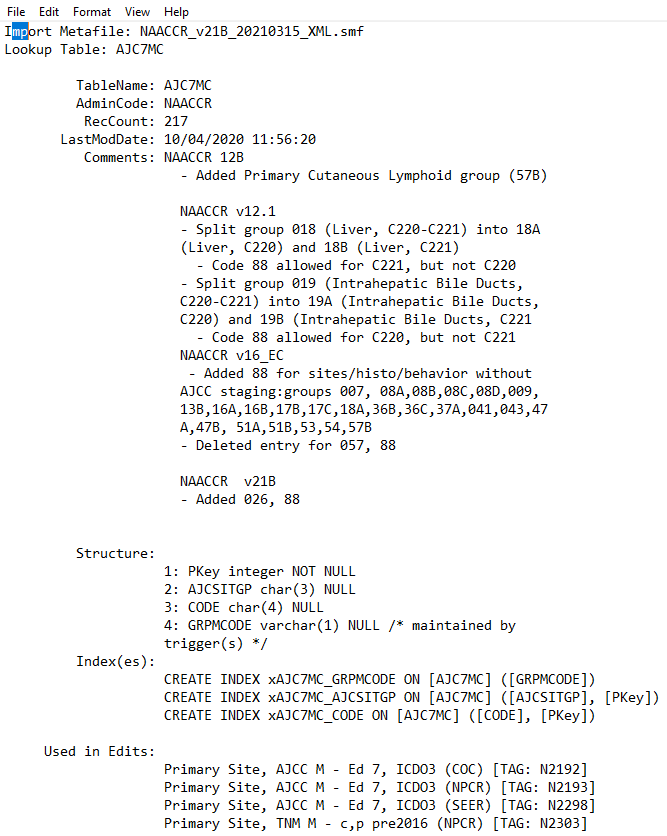 File Edit Format View Help
Import Metafile: NAACCR_v21B_20210315_XML.smf
Lookup Table: AJC7MC
TableName: AJC7MC
AdminCode: NAACCR
RecCount: 217
LastModDate: 10/04/2020 11:56:20
Comments: NAACCR 12B
- Added Primary Cutaneous Lymphoid group (57B)
NAACCR v12.1
- Split group 018 (Liver, C220-C221) into 18A
(Liver, C220) and 18B (Liver, C221)
- Code 88 allowed for C221, but not C220
- Split group 019 (Intrahepatic Bile Ducts,
C220-C221) into 19A (Intrahepatic Bile Ducts,
C220) and 19B (Intrahepatic Bile Ducts, C221
- Code 88 allowed for C220, but not C221
NAACCR v16_EC
- Added 88 for sites/histo/behavior without
AJCC staging:groups 007, 08A,08B,08C,08D,009,
13B,16A,16B,17B,17C,18A,36B,36C,37A,041,043,47
A,47B, 51A,51B,53,54,57B
- Deleted entry for 057, 88
NAACCR  v21B
- Added 026, 88
Structure:
1: PKey integer NOT NULL
2: AJCSITGP char(3) NULL
3: CODE char(4) NULL
4: GRPMCODE varchar(1) NULL /* maintained by
trigger(s) */
Index(es):
CREATE INDEX xAJC7MC_GRPMCODE ON [AJC7MC] ([GRPMCODE])
CREATE INDEX xAJC7MC_AJCSITGP ON [AJC7MC] ([AJCSITGP], [PKey])
CREATE INDEX xAJC7MC_CODE ON [AJC7MC] ([CODE], [PKey])
Used in Edits:
Primary Site, AJCC M - Ed 7, ICDO3 (COC) [TAG: N2192]
Primary Site, AJCC M - Ed 7, ICDO3 (NPCR) [TAG: N2193]
Primary Site, AJCC M - Ed 7, ICDO3 (SEER) [TAG: N2298]
Primary Site, TNM M - c,p pre2016 (NPCR) [TAG: N2303]